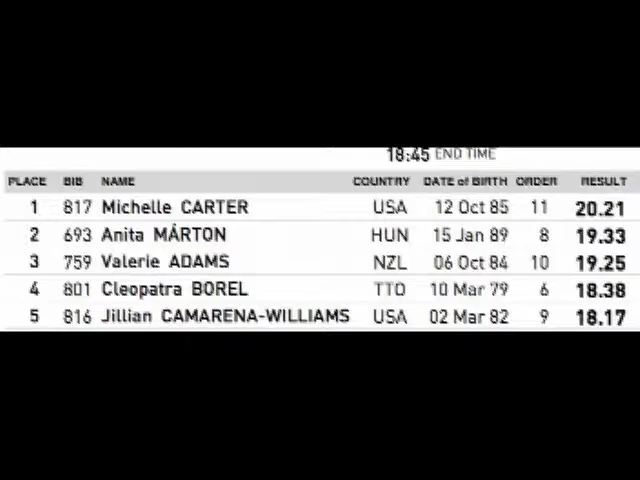 18:45 END TIME
PLACE BIB NAME COUNTRY DATE of BIRTH ORDER RESULT
1 817 Michelle CARTER USA 12 Oct 85 11 20.21
2 693 Anita MÁRTON HUN 15 Jan 89 8 19.33
3 759 Valerie ADAMS NZL 06 Oct 84 10 19.25
4 801 Cleopatra BOREL TTO 10 Mar 79 6 18.38
5 816 Jillian CAMARENA-WILLIAMS USA 02 Mar 82 9 18.17